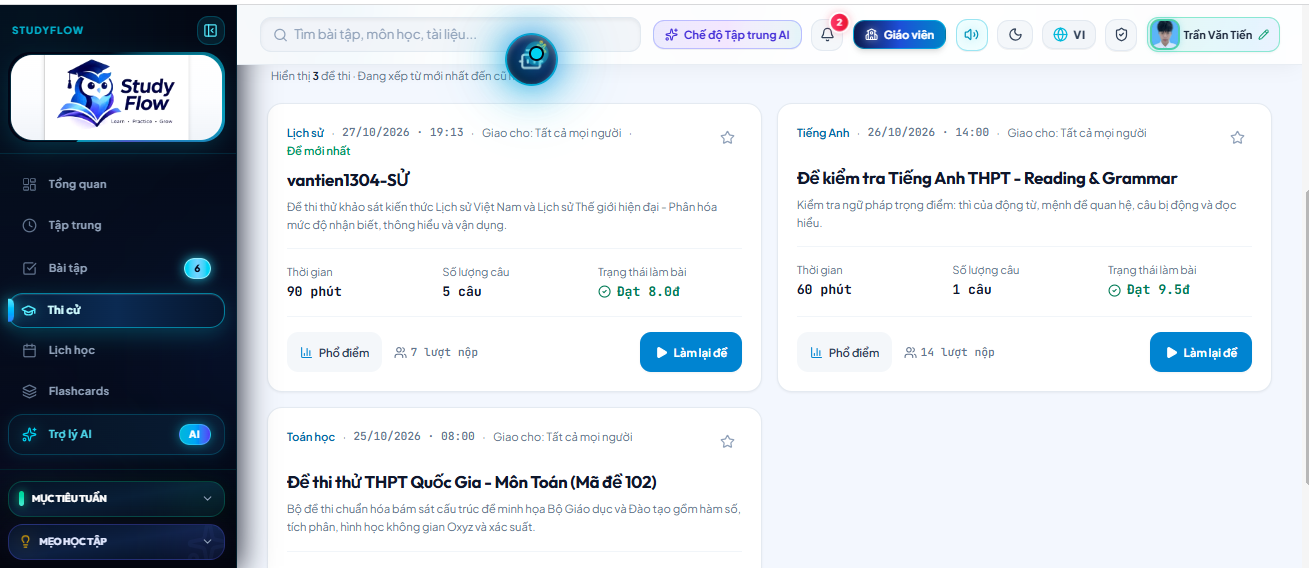 STUDYFLOW
Study
Flow
Learn • Practice • Grow
Tổng quan
Tập trung
Bài tập 6
Thi cử
Lịch học
Flashcards
Trợ lý AI AI
MỤC TIÊU TUẦN
MẸO HỌC TẬP
Tìm bài tập, môn học, tài liệu...
Chế độ Tập trung AI
2
Giáo viên
VI
Trần Văn Tiến
Hiển thị 3 đề thi · Đang xếp từ mới nhất đến cũ
Lịch sử · 27/10/2026 · 19:13 · Giao cho: Tất cả mọi người ·
Đề mới nhất
vantien1304-SỬ
Đề thi thử khảo sát kiến thức Lịch sử Việt Nam và Lịch sử Thế giới hiện đại - Phân hóa
mức độ nhận biết, thông hiểu và vận dụng.
Thời gian Số lượng câu Trạng thái làm bài
90 phút 5 câu Đạt 8.0đ
Phổ điểm 7 lượt nộp Làm lại đề
Tiếng Anh · 26/10/2026 · 14:00 · Giao cho: Tất cả mọi người
Đề kiểm tra Tiếng Anh THPT - Reading & Grammar
Kiểm tra ngữ pháp trọng điểm: thì của động từ, mệnh đề quan hệ, câu bị động và đọc
hiểu.
Thời gian Số lượng câu Trạng thái làm bài
60 phút 1 câu Đạt 9.5đ
Phổ điểm 14 lượt nộp Làm lại đề
Toán học · 25/10/2026 · 08:00 · Giao cho: Tất cả mọi người
Đề thi thử THPT Quốc Gia - Môn Toán (Mã đề 102)
Bộ đề thi chuẩn hóa bám sát cấu trúc đề minh họa Bộ Giáo dục và Đào tạo gồm hàm số,
tích phân, hình học không gian Oxyz và xác suất.